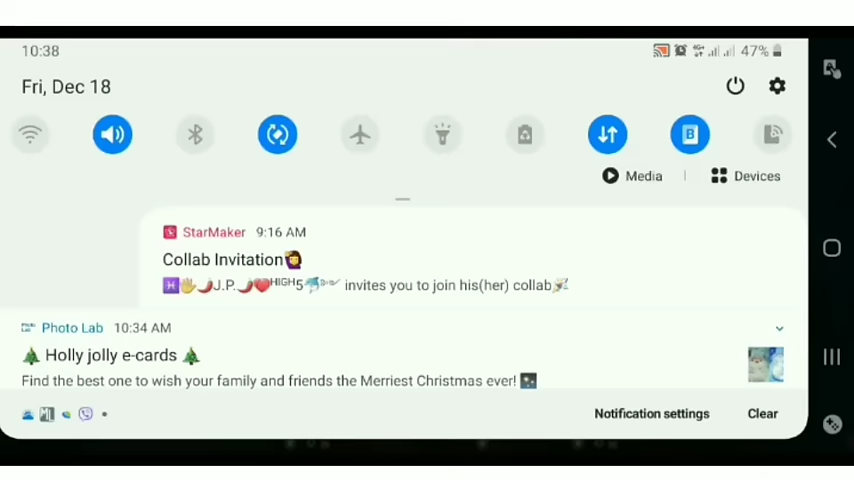 10:38
47%
Fri, Dec 18
Media
Devices
StarMaker 9:16 AM
Collab Invitation🙋‍♀️
♓🖐️🌶️J.P.🌶️❤️ᴴᴵᴳᴴ5🐬 invites you to join his(her) collab🎉
Photo Lab 10:34 AM
🎄 Holly jolly e-cards 🎄
Find the best one to wish your family and friends the Merriest Christmas ever! 🎆
Notification settings
Clear